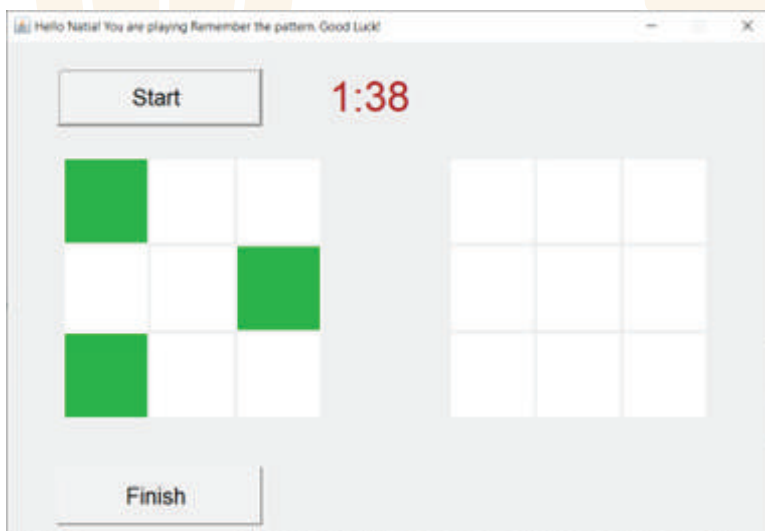 Hello Natia! You are playing Remember the pattern. Good Luck!
Start
1:38
Finish